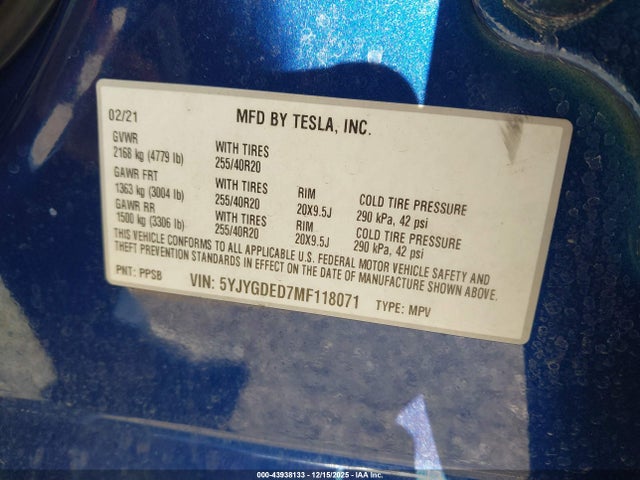 02/21 MFD BY TESLA, INC.
GVWR
2168 kg (4779 lb) WITH TIRES 255/40R20
GAWR FRT
1363 kg (3004 lb) WITH TIRES 255/40R20 RIM 20X9.5J COLD TIRE PRESSURE 290 kPa, 42 psi
GAWR RR
1500 kg (3306 lb) WITH TIRES 255/40R20 RIM 20X9.5J COLD TIRE PRESSURE 290 kPa, 42 psi
THIS VEHICLE CONFORMS TO ALL APPLICABLE U.S. FEDERAL MOTOR VEHICLE SAFETY AND
THEFT PREVENTION STANDARDS IN EFFECT ON THE DATE OF MANUFACTURE SHOWN ABOVE.
PNT: PPSB VIN: 5YJYGDED7MF118071 TYPE: MPV
000-43938133 - 12/15/2025 - IAAI.COM